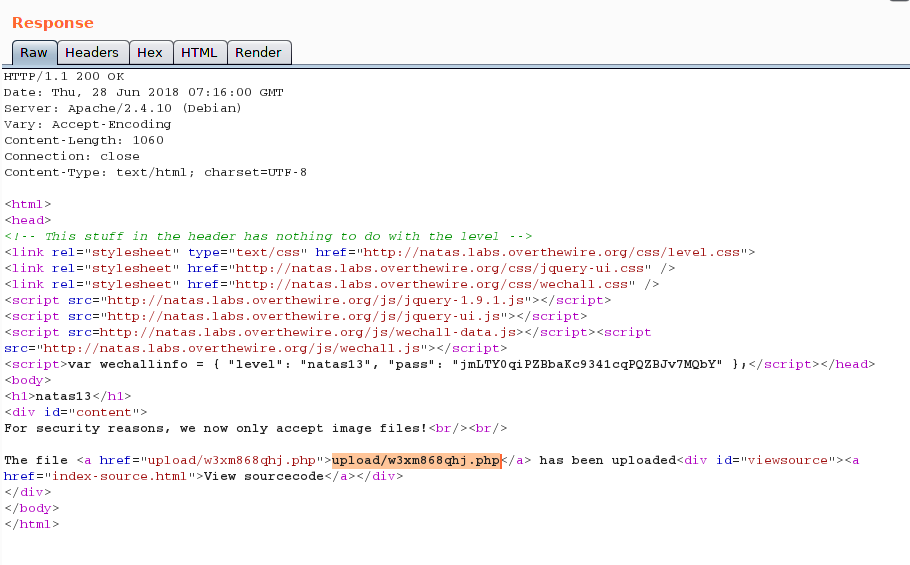 Response
Raw Headers Hex HTML Render
HTTP/1.1 200 OK
Date: Thu, 28 Jun 2018 07:16:00 GMT
Server: Apache/2.4.10 (Debian)
Vary: Accept-Encoding
Content-Length: 1060
Connection: close
Content-Type: text/html; charset=UTF-8

<html>
<head>
<!-- This stuff in the header has nothing to do with the level -->
<link rel="stylesheet" type="text/css" href="http://natas.labs.overthewire.org/css/level.css">
<link rel="stylesheet" href="http://natas.labs.overthewire.org/css/jquery-ui.css" />
<link rel="stylesheet" href="http://natas.labs.overthewire.org/css/wechall.css" />
<script src="http://natas.labs.overthewire.org/js/jquery-1.9.1.js"></script>
<script src="http://natas.labs.overthewire.org/js/jquery-ui.js"></script>
<script src=http://natas.labs.overthewire.org/js/wechall-data.js></script><script
src="http://natas.labs.overthewire.org/js/wechall.js"></script>
<script>var wechallinfo = { "level": "natas13", "pass": "jmLTY0qiPZBbaKc9341cqPQZBJv7MQbY" };</script></head>
<body>
<h1>natas13</h1>
<div id="content">
For security reasons, we now only accept image files!<br/><br/>

The file <a href="upload/w3xm868qhj.php">upload/w3xm868qhj.php</a> has been uploaded<div id="viewsource"><a
href="index-source.html">View sourcecode</a></div>
</div>
</body>
</html>